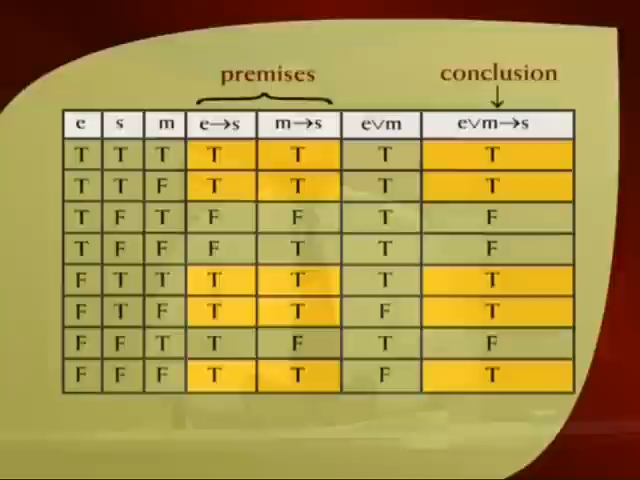 premises conclusion
e s m e→s m→s e∨m e∨m→s
T T T T T T T
T T F T T T T
T F T F F T F
T F F F T T F
F T T T T T T
F T F T T F T
F F T T F T F
F F F T T F T